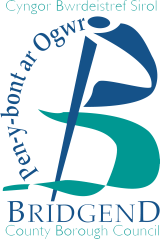 Cyngor Bwrdeistref Sirol
Pen-y-bont ar Ogwr
BRIDGEND
County Borough Council